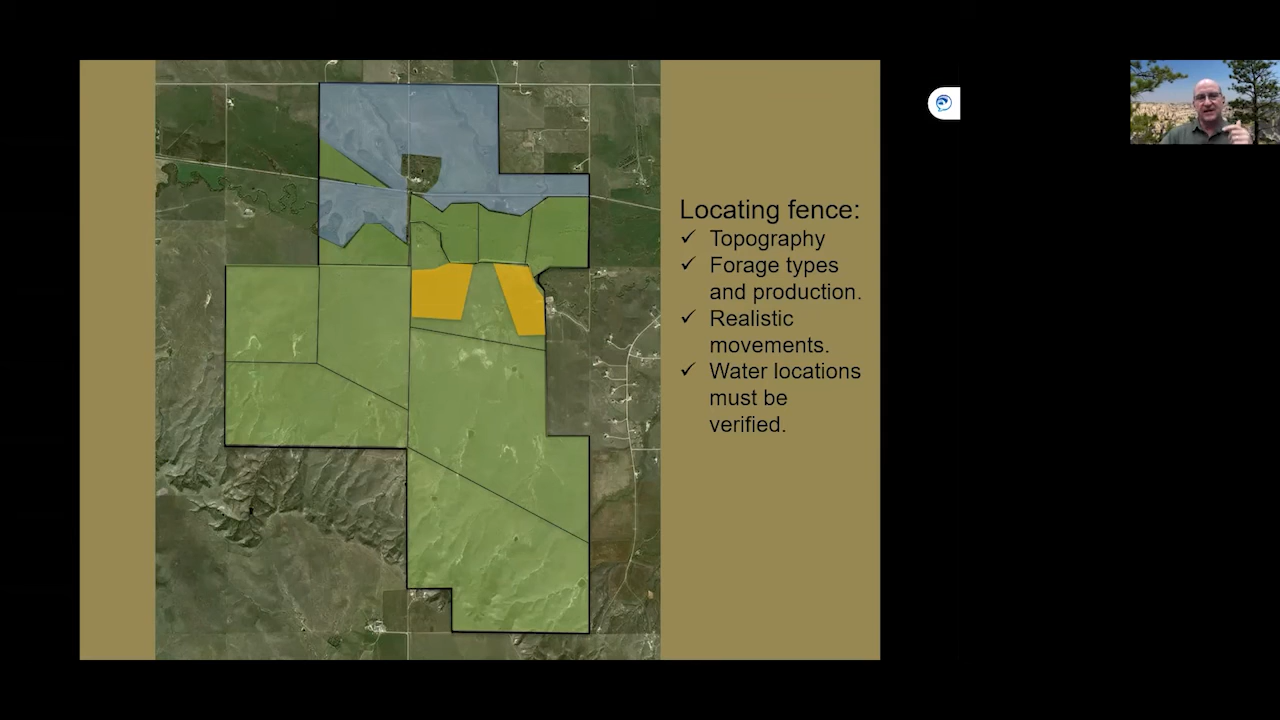 Locating fence:
✓ Topography
✓ Forage types
and production.
✓ Realistic
movements.
✓ Water locations
must be
verified.